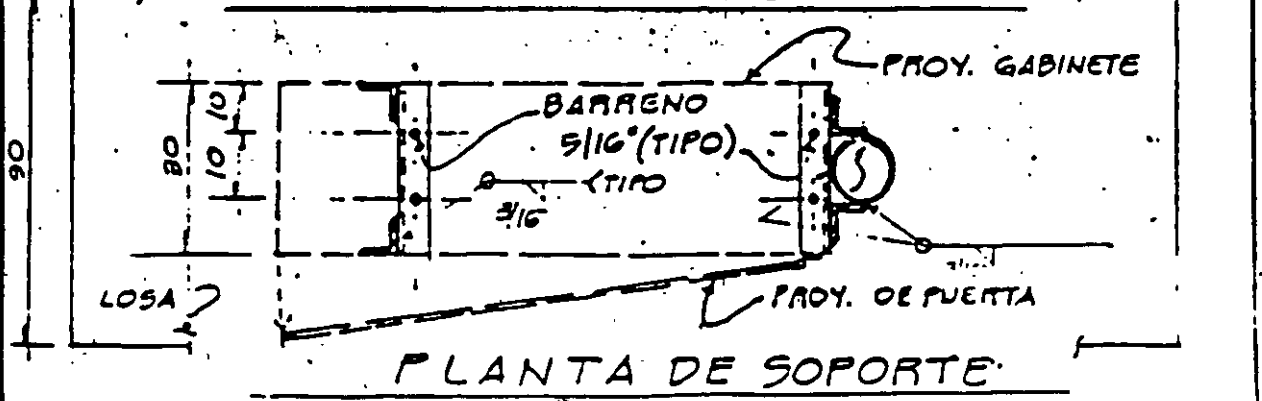 PROY. GABINETE
BARRENO
5/16" (TIPO)
TIPO
3/16
10
10
80
90
LOSA
PROY. DE PUERTA
PLANTA DE SOPORTE